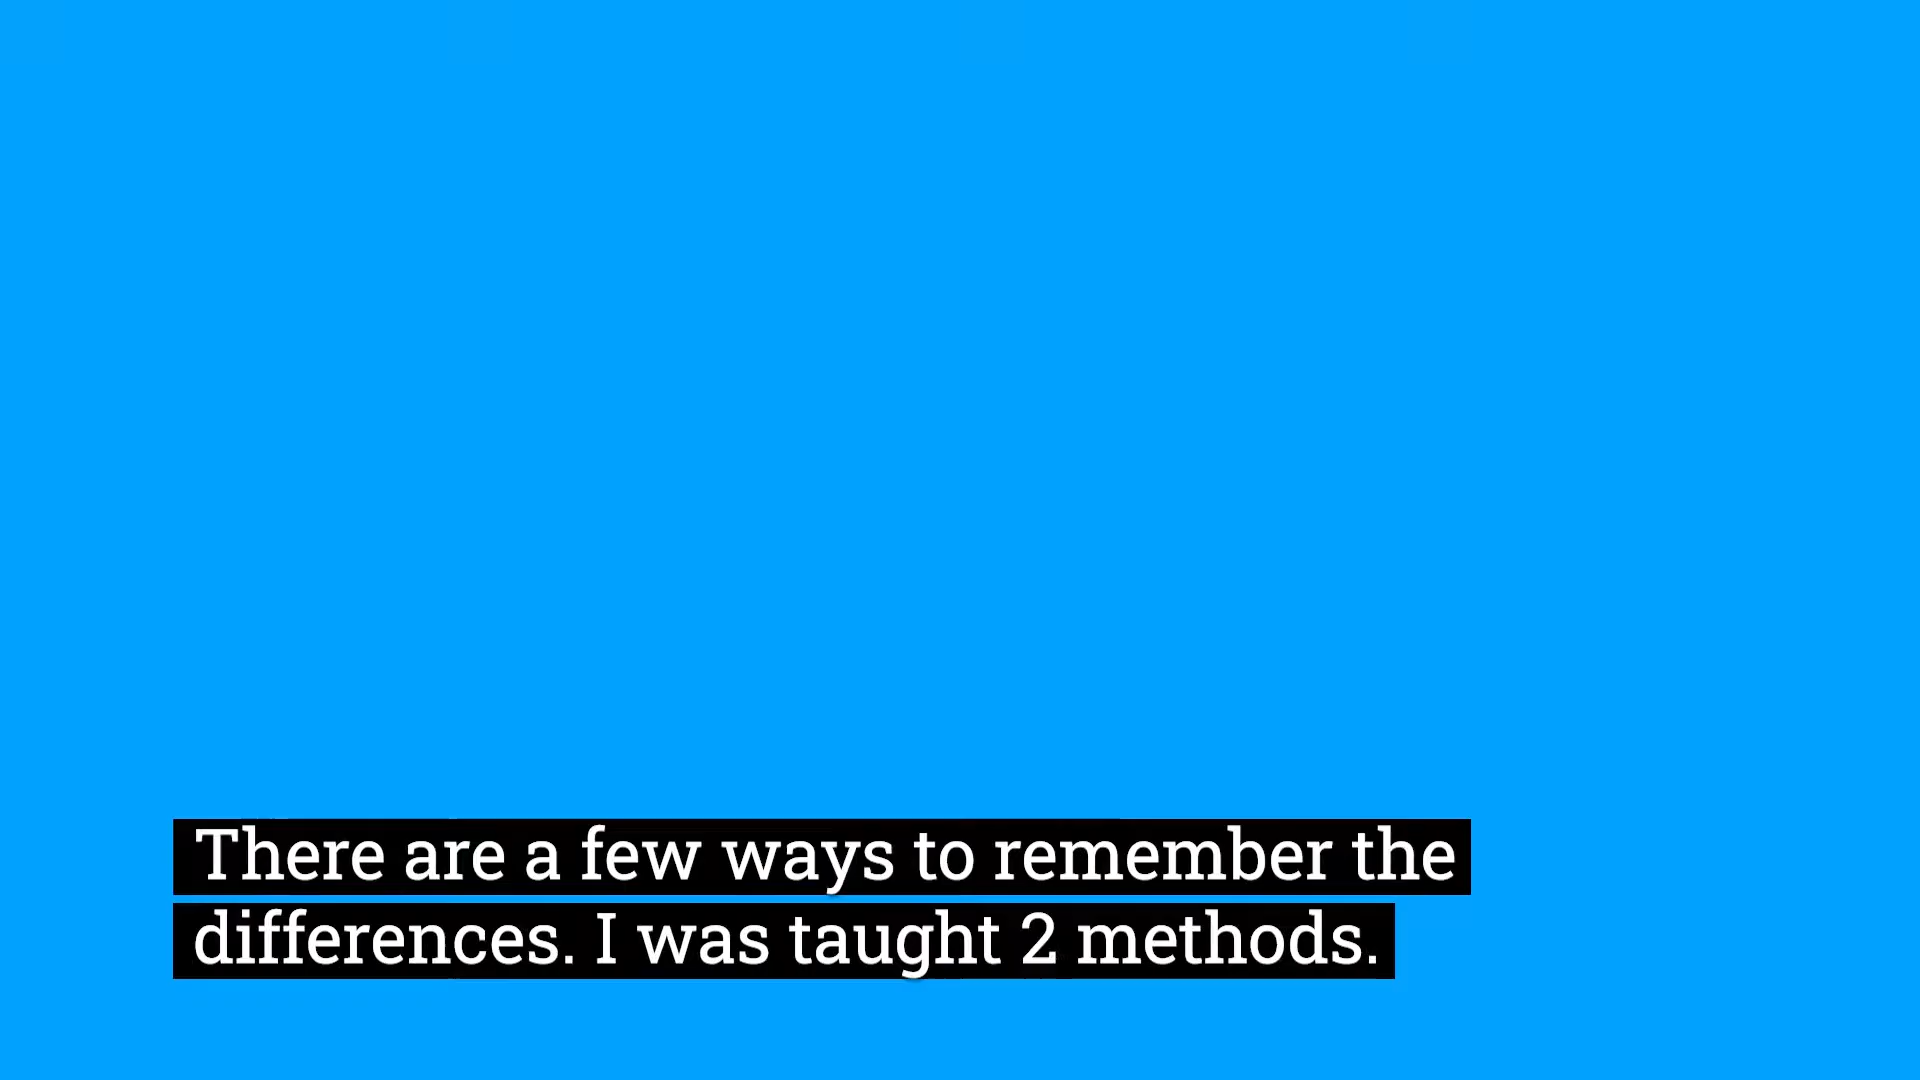 There are a few ways to remember the
differences. I was taught 2 methods.